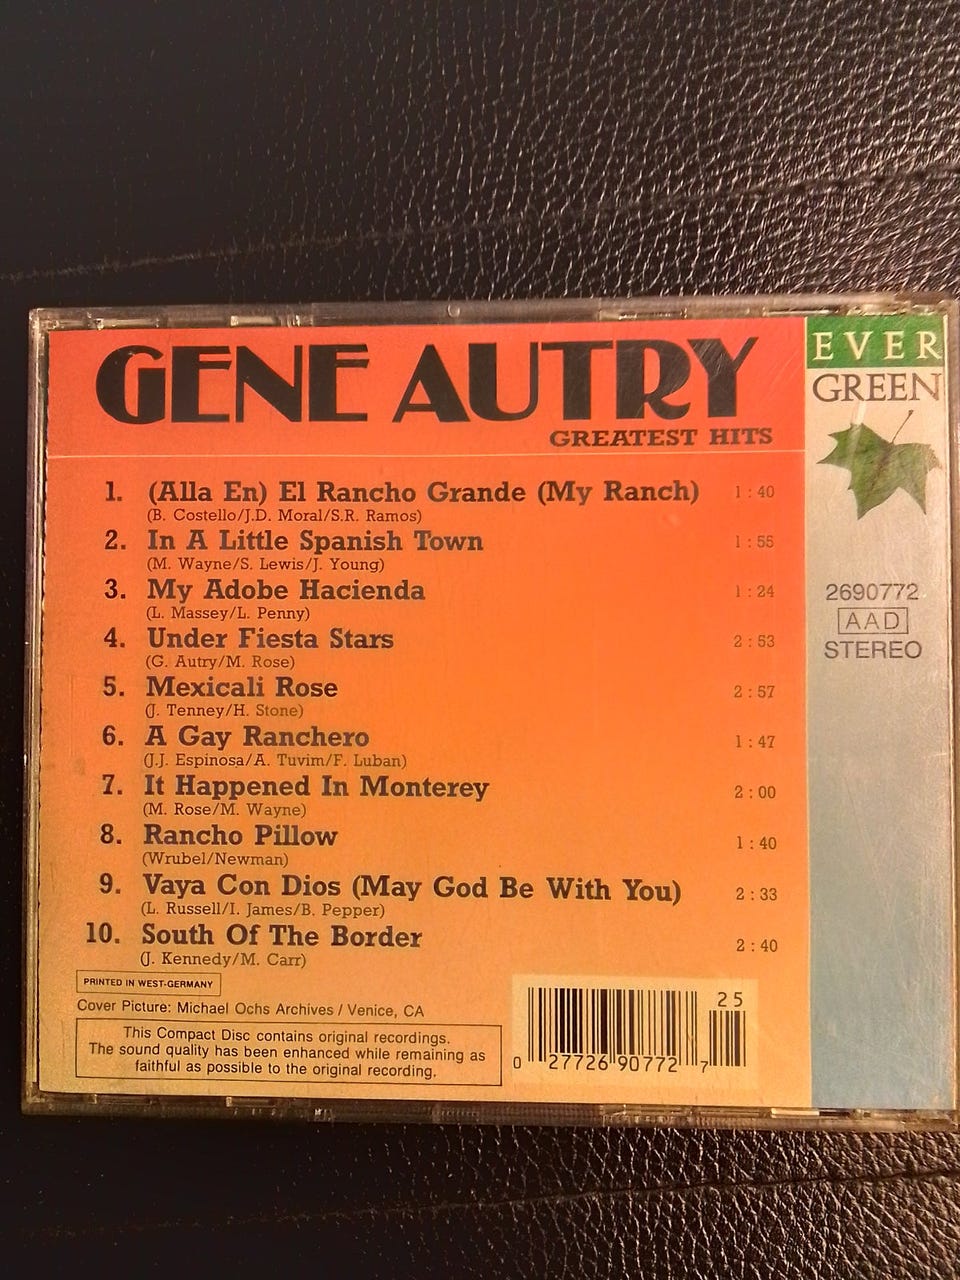 GENE AUTRY
GREATEST HITS
1. (Alla En) El Rancho Grande (My Ranch) 1:40
(B. Costello/J.D. Moral/S.R. Ramos)
2. In A Little Spanish Town 1:55
(M. Wayne/S. Lewis/J. Young)
3. My Adobe Hacienda 1:24
(L. Massey/L. Penny)
4. Under Fiesta Stars 2:53
(G. Autry/M. Rose)
5. Mexicali Rose 2:57
(J. Tenney/H. Stone)
6. A Gay Ranchero 1:47
(J.J. Espinosa/A. Tuvim/F. Luban)
7. It Happened In Monterey 2:00
(M. Rose/M. Wayne)
8. Rancho Pillow 1:40
(Wrubel/Newman)
9. Vaya Con Dios (May God Be With You) 2:33
(L. Russell/I. James/B. Pepper)
10. South Of The Border 2:40
(J. Kennedy/M. Carr)
PRINTED IN WEST-GERMANY
Cover Picture: Michael Ochs Archives / Venice, CA
This Compact Disc contains original recordings.
The sound quality has been enhanced while remaining as
faithful as possible to the original recording.
25
0 27726 90772 7
EVER
GREEN
2690772
AAD
STEREO